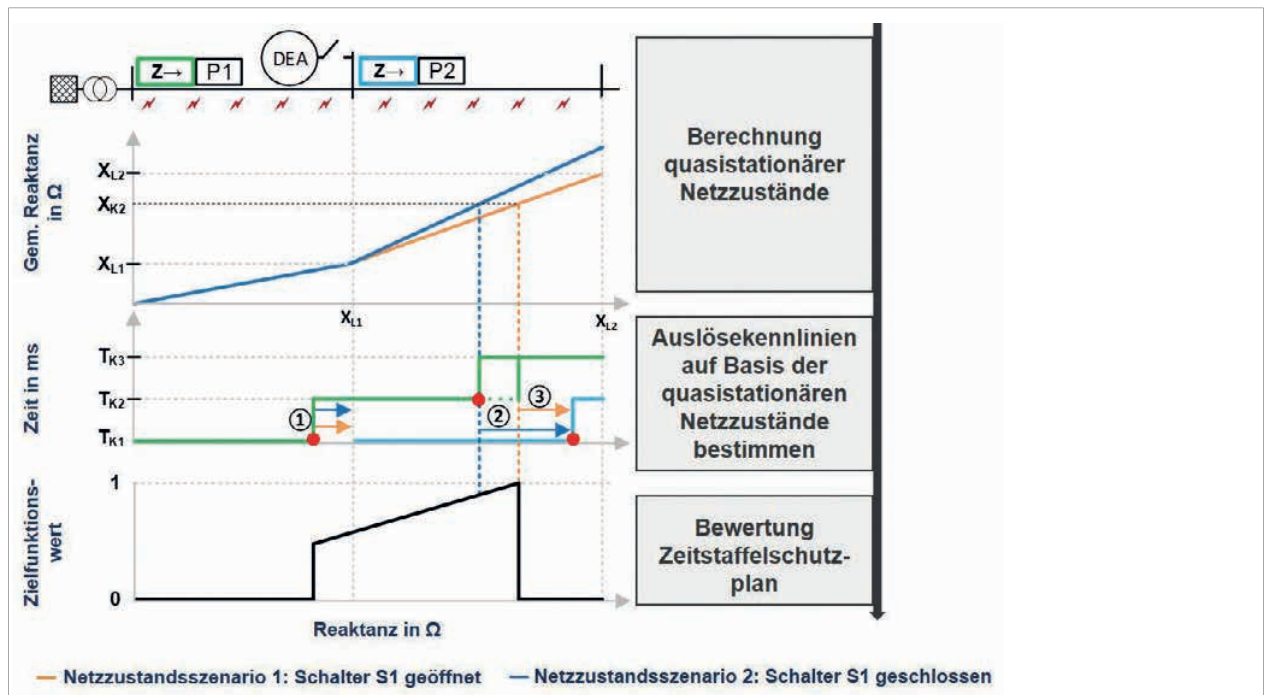 DEA
Z→ P1
Z→ P2
Gem. Reaktanz
in Ω
X_L2
X_K2
X_L1
X_L1
X_L2
Zeit in ms
T_K3
T_K2
T_K1
①
②
③
Zielfunktions-
wert
1
0
Reaktanz in Ω
Berechnung
quasistationärer
Netzzustände
Auslösekennlinien
auf Basis der
quasistationären
Netzzustände
bestimmen
Bewertung
Zeitstaffelschutz-
plan
Netzzustandsszenario 1: Schalter S1 geöffnet
Netzzustandsszenario 2: Schalter S1 geschlossen